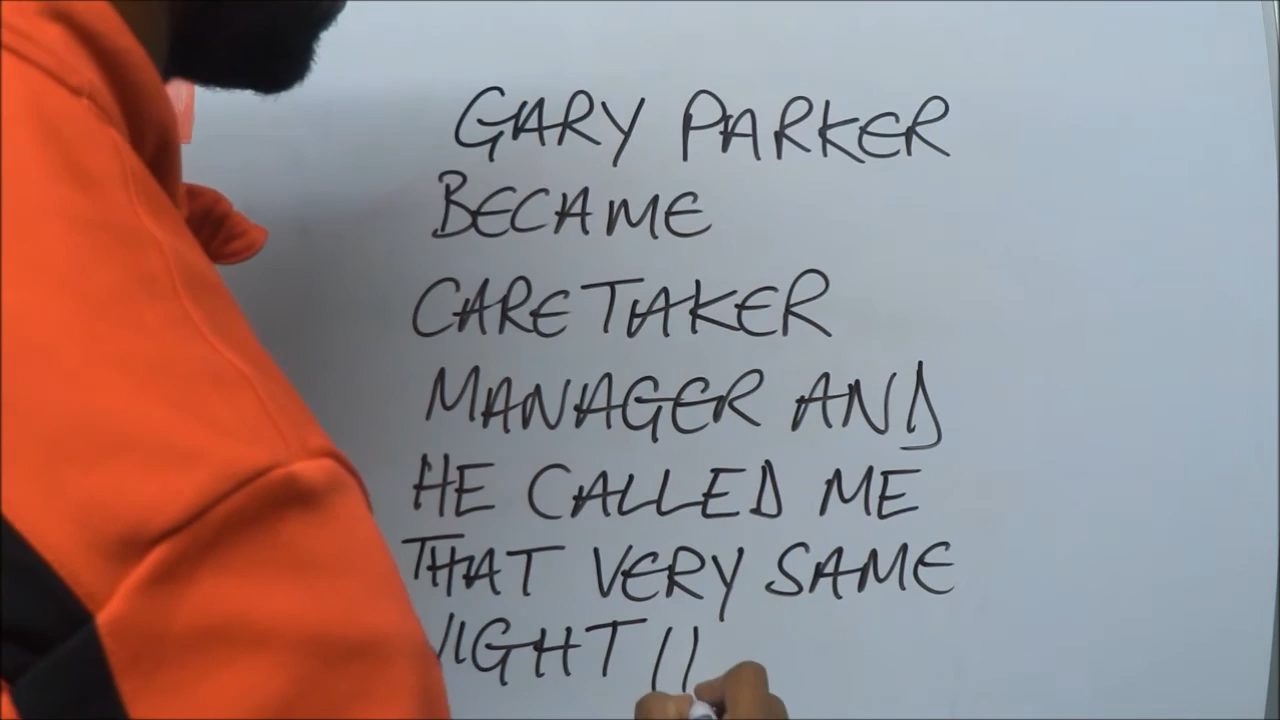 GARY PARKER
BECAME
CARETAKER
MANAGER AND
HE CALLED ME
THAT VERY SAME
NIGHT !!